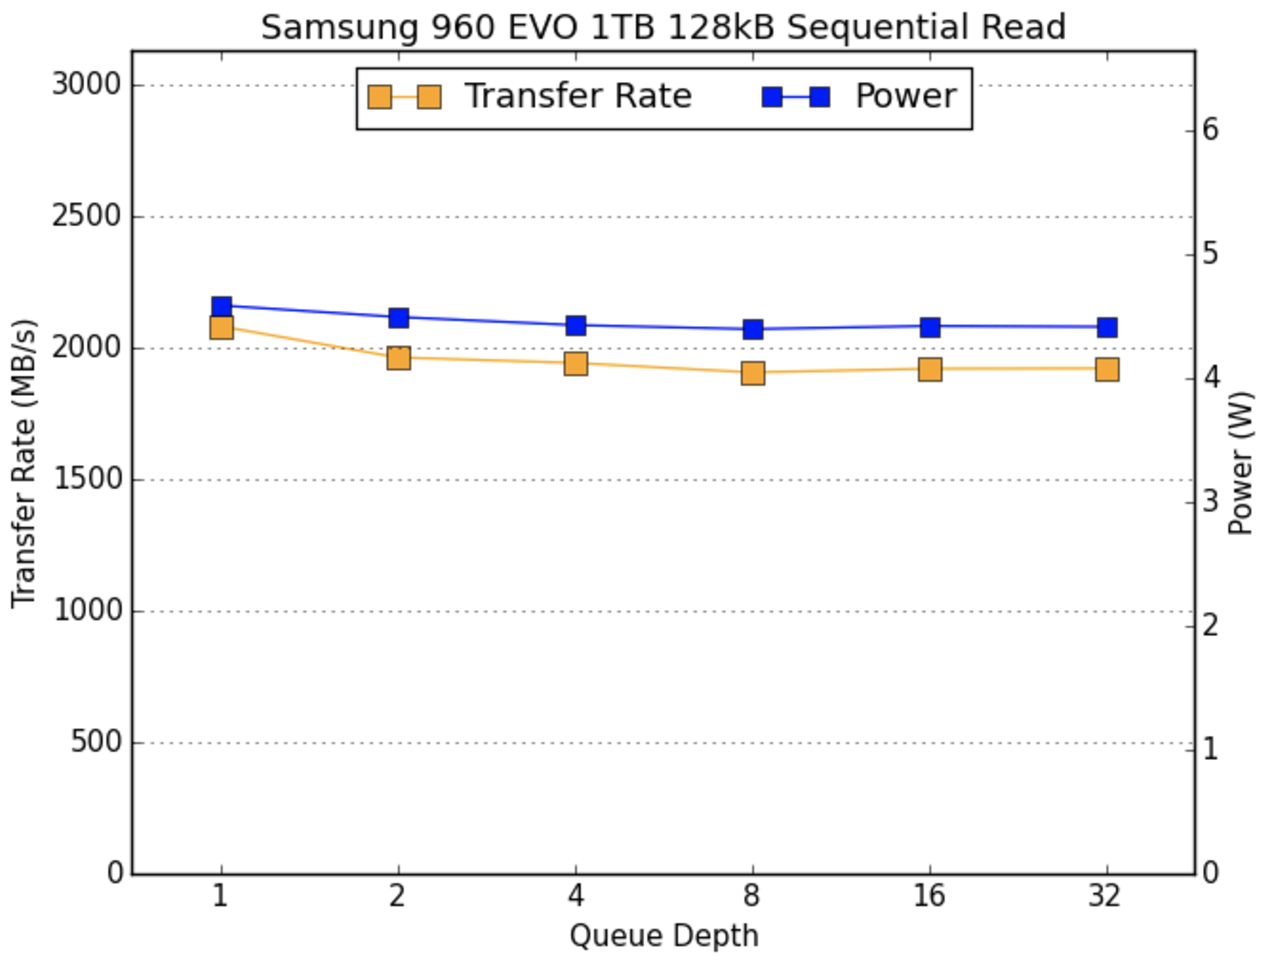 Samsung 960 EVO 1TB 128kB Sequential Read
Transfer Rate Power
3000
2500
2000
1500
1000
500
0
Transfer Rate (MB/s)
6
5
4
3
2
1
0
Power (W)
1 2 4 8 16 32
Queue Depth